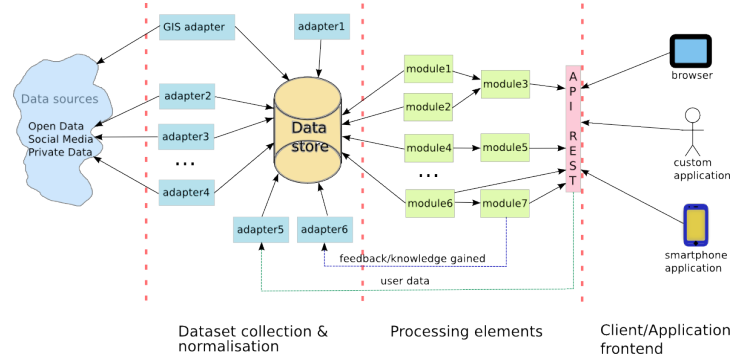 GIS adapter
adapter1
Data sources
Open Data
Social Media
Private Data
adapter2
adapter3
...
adapter4
Data
store
adapter5
adapter6
module1
module2
module3
module4
module5
...
module6
module7
API REST
feedback/knowledge gained
user data
browser
custom
application
smartphone
application
Dataset collection &
normalisation
Processing elements
Client/Application
frontend